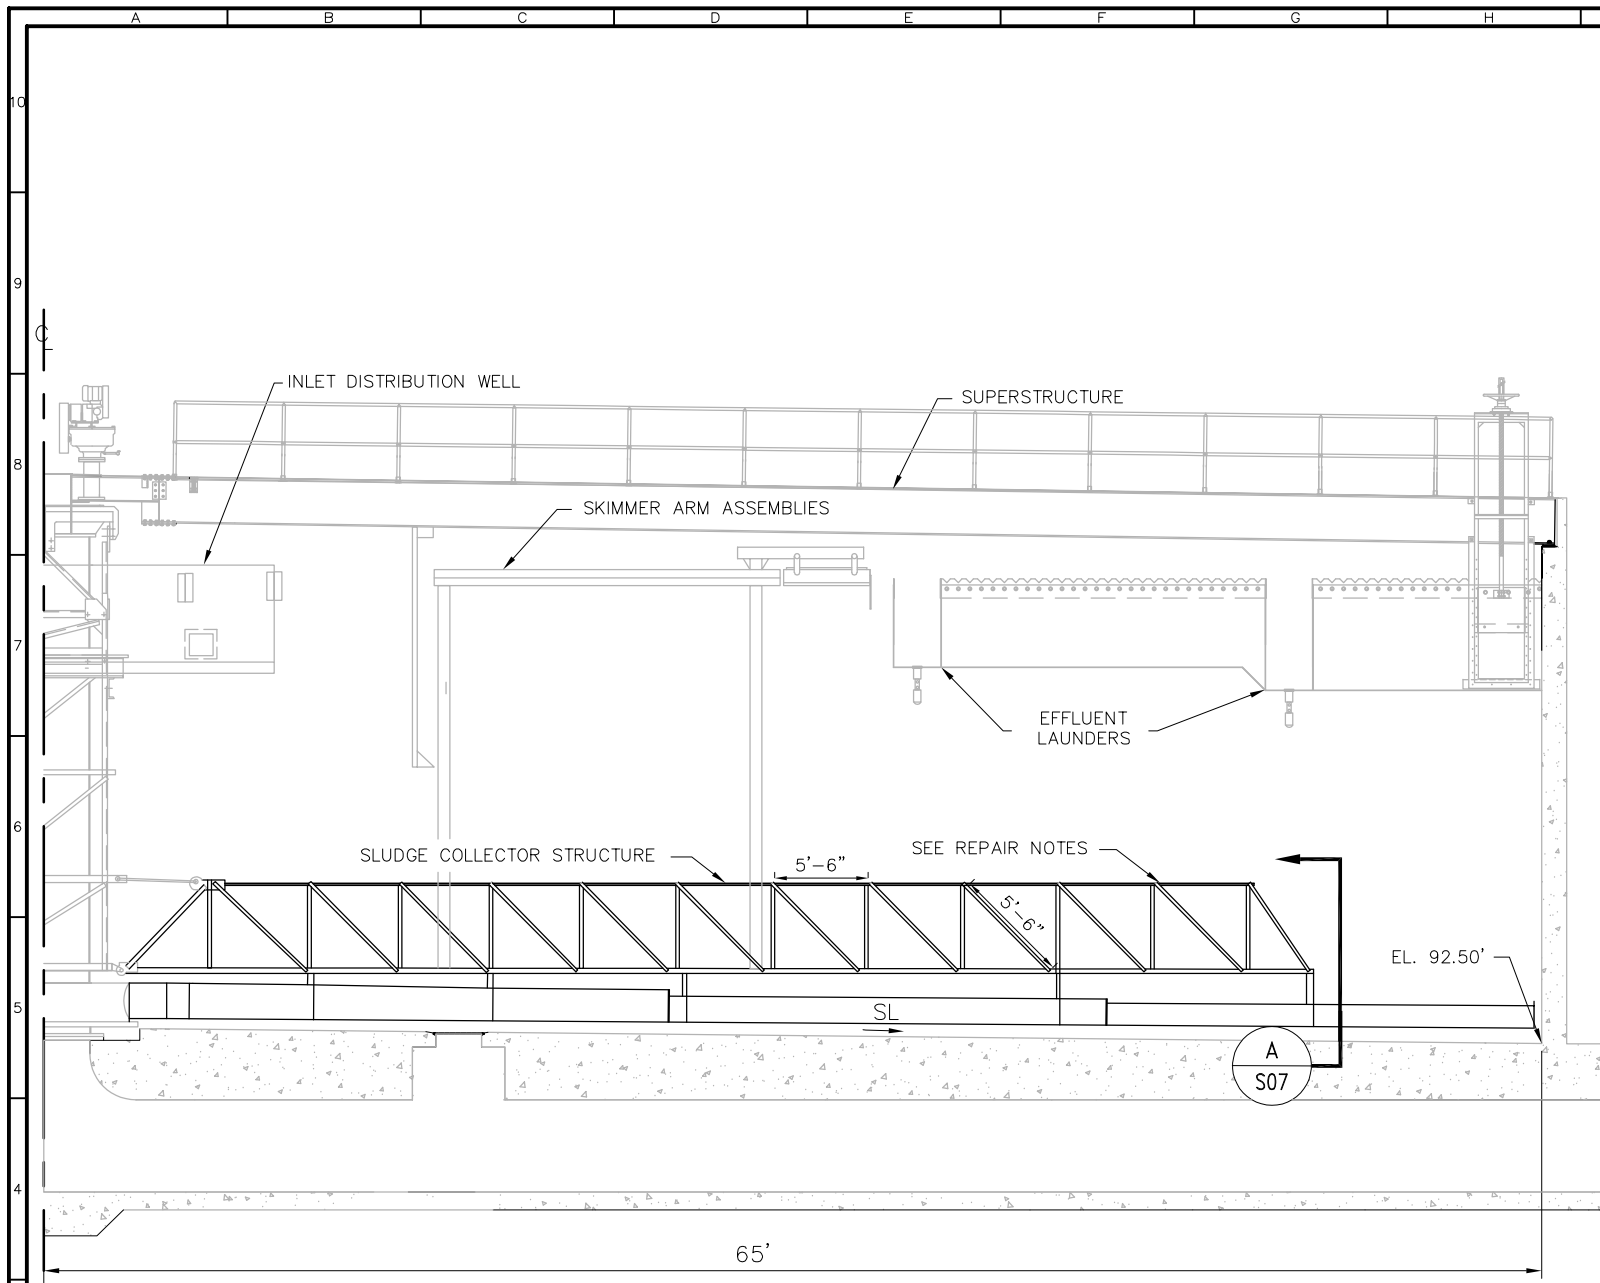 A B C D E F G H
10
9
C
L
INLET DISTRIBUTION WELL
SUPERSTRUCTURE
8
SKIMMER ARM ASSEMBLIES
7
EFFLUENT
LAUNDERS
6
SLUDGE COLLECTOR STRUCTURE
SEE REPAIR NOTES
5'-6"
5'-6"
EL. 92.50'
5
SL
A
S07
4
65'